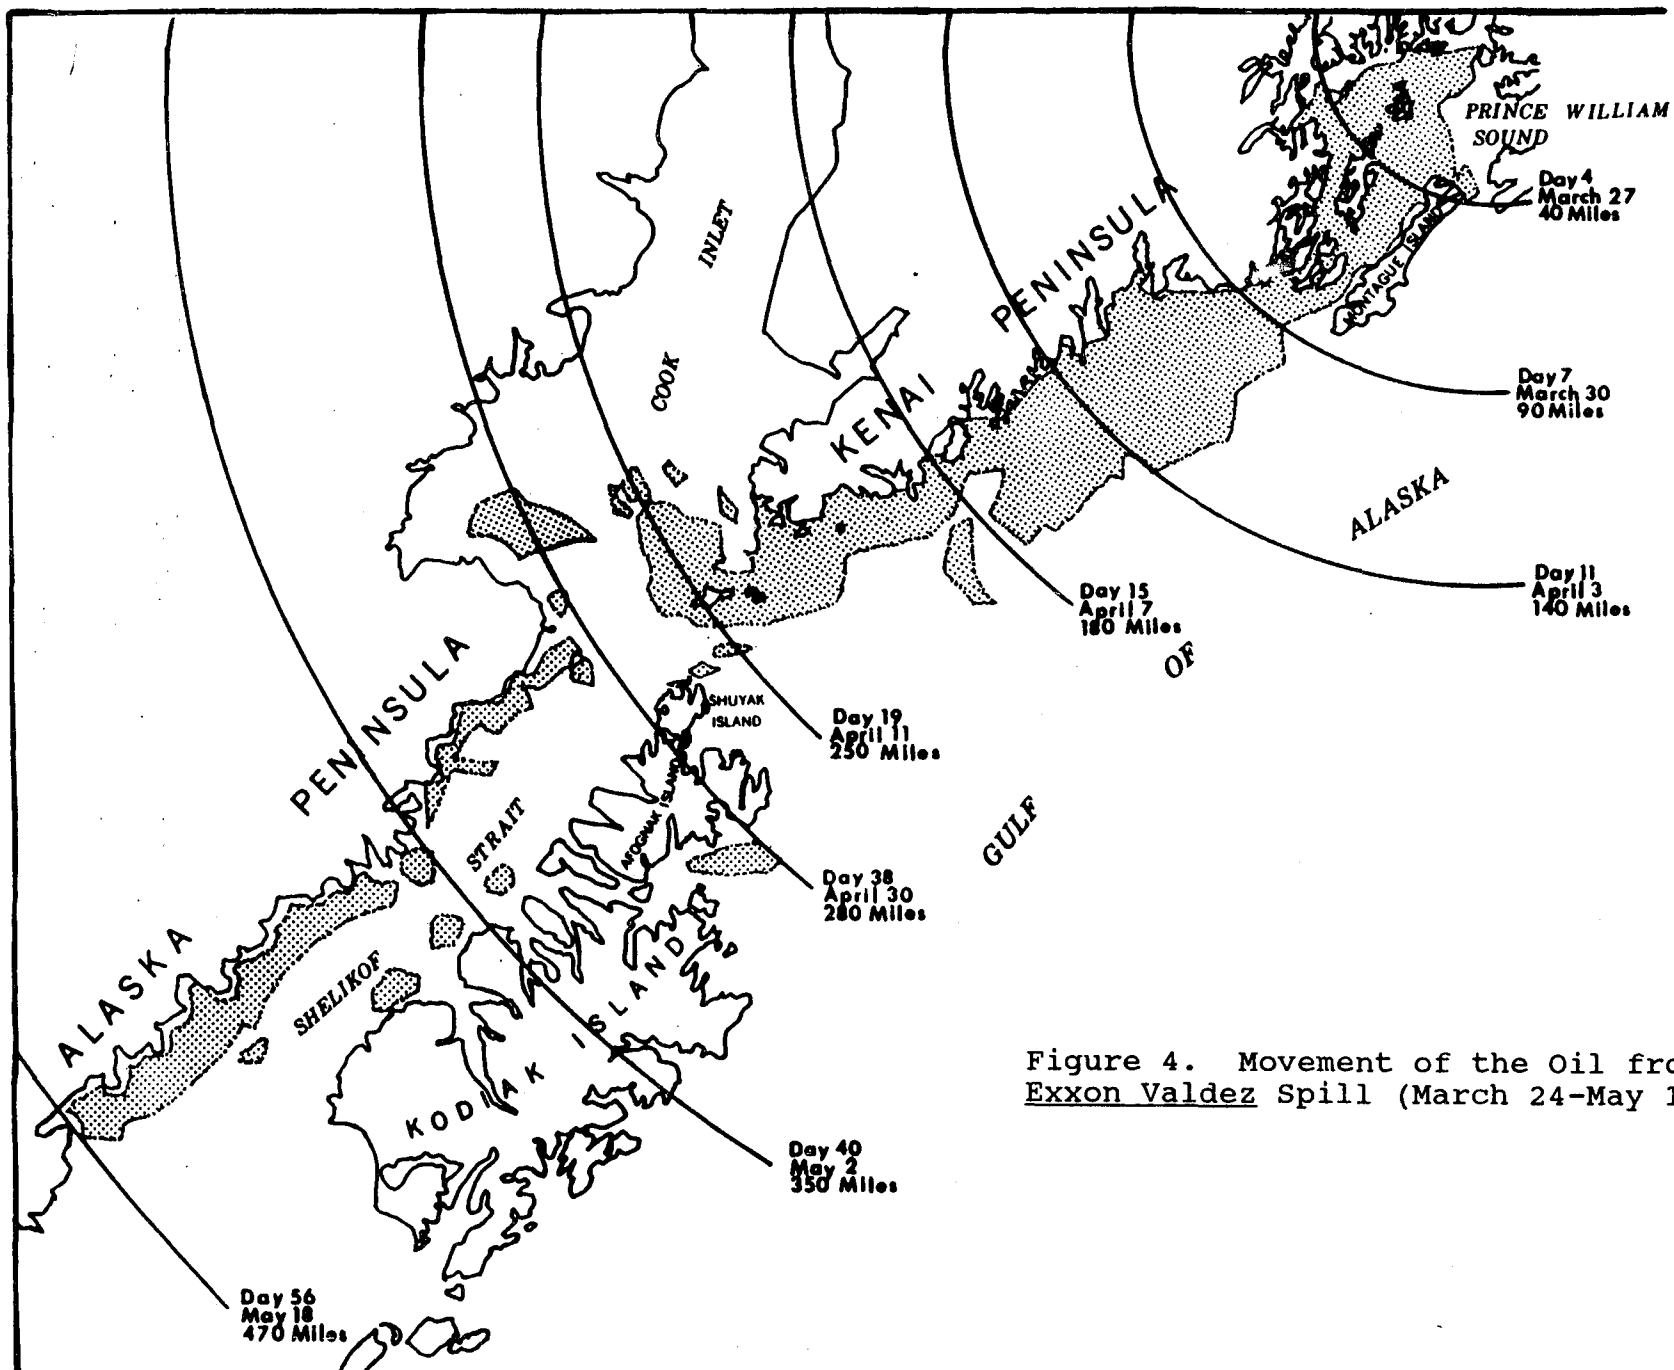 PRINCE WILLIAM
SOUND
Day 4
March 27
40 Miles
MONTAGUE ISLAND
INLET
COOK
KENAI PENINSULA
Day 7
March 30
90 Miles
ALASKA
Day 11
April 3
140 Miles
Day 15
April 7
180 Miles
OF
GULF
SHUYAK
ISLAND
Day 19
April 11
250 Miles
AFOGNAK ISLAND
ALASKA PENINSULA
STRAIT
SHELIKOF
Day 38
April 30
280 Miles
KODIAK ISLAND
Figure 4. Movement of the Oil
Exxon Valdez Spill (March 24-May
Day 40
May 2
350 Miles
Day 56
May 18
470 Miles